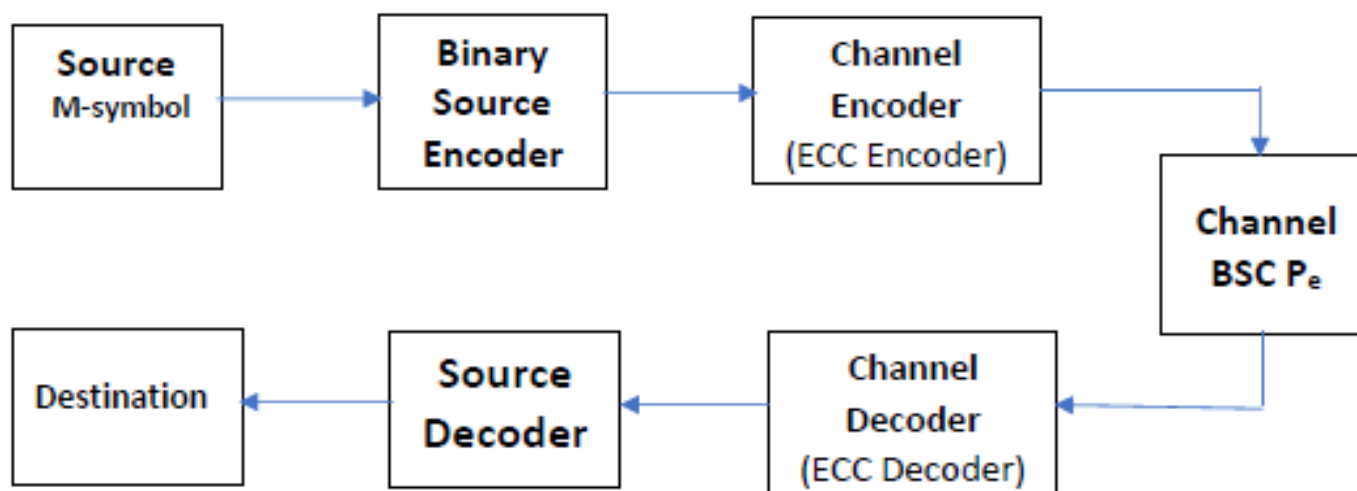 Source
M-symbol
Binary
Source
Encoder
Channel
Encoder
(ECC Encoder)
Channel
BSC Pₑ
Destination
Source
Decoder
Channel
Decoder
(ECC Decoder)